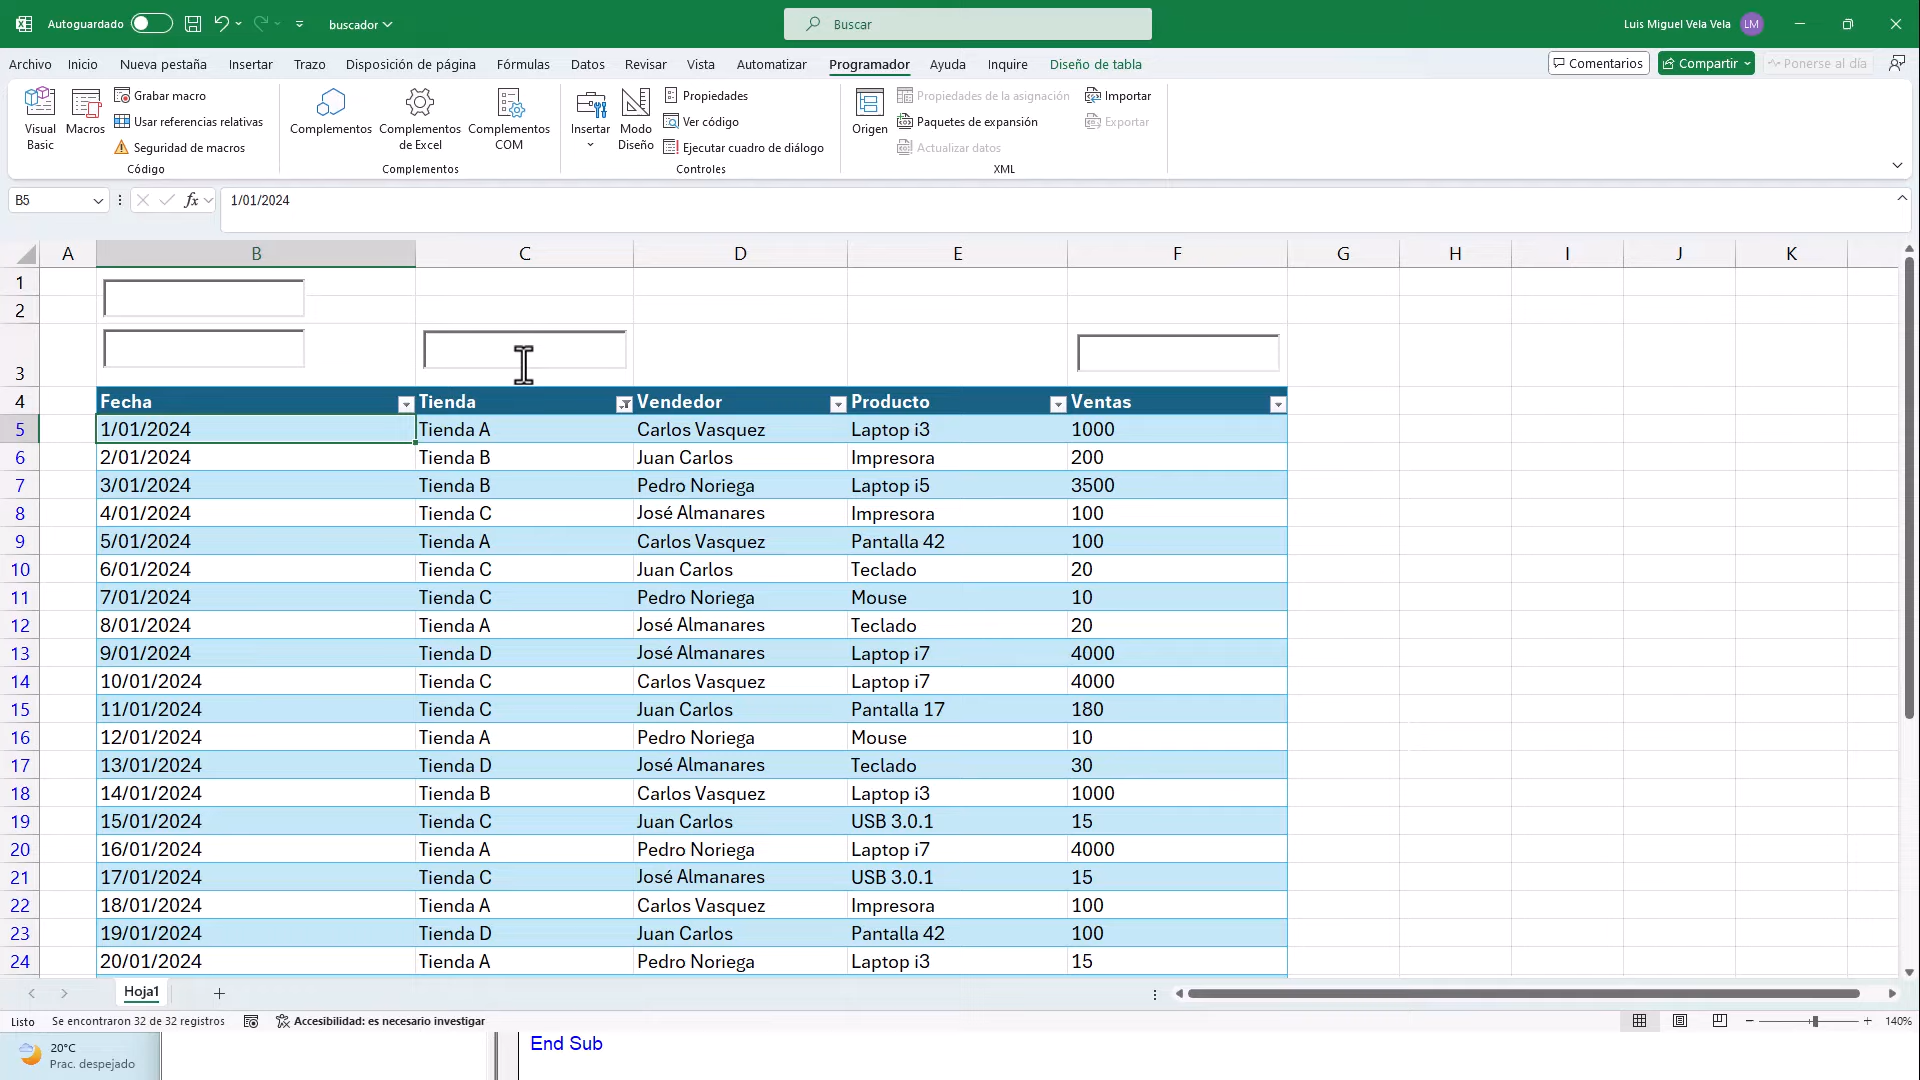 Autoguardado
buscador
Buscar
Luis Miguel Vela Vela
LM
Archivo Inicio Nueva pestaña Insertar Trazo Disposición de página Fórmulas Datos Revisar Vista Automatizar Programador Ayuda Inquire Diseño de tabla
Comentarios
Compartir
Ponerse al día
Visual Basic
Macros
Grabar macro
Usar referencias relativas
Seguridad de macros
Código
Complementos
Complementos de Excel
Complementos COM
Complementos
Insertar
Modo Diseño
Propiedades
Ver código
Ejecutar cuadro de diálogo
Controles
Origen
Propiedades de la asignación
Paquetes de expansión
Actualizar datos
Importar
Exportar
XML
B5
fx
1/01/2024
A B C D E F G H I J K
1
2
3
4 Fecha Tienda Vendedor Producto Ventas
5 1/01/2024 Tienda A Carlos Vasquez Laptop i3 1000
6 2/01/2024 Tienda B Juan Carlos Impresora 200
7 3/01/2024 Tienda B Pedro Noriega Laptop i5 3500
8 4/01/2024 Tienda C José Almanares Impresora 100
9 5/01/2024 Tienda A Carlos Vasquez Pantalla 42 100
10 6/01/2024 Tienda C Juan Carlos Teclado 20
11 7/01/2024 Tienda C Pedro Noriega Mouse 10
12 8/01/2024 Tienda A José Almanares Teclado 20
13 9/01/2024 Tienda D José Almanares Laptop i7 4000
14 10/01/2024 Tienda C Carlos Vasquez Laptop i7 4000
15 11/01/2024 Tienda C Juan Carlos Pantalla 17 180
16 12/01/2024 Tienda A Pedro Noriega Mouse 10
17 13/01/2024 Tienda D José Almanares Teclado 30
18 14/01/2024 Tienda B Carlos Vasquez Laptop i3 1000
19 15/01/2024 Tienda C Juan Carlos USB 3.0.1 15
20 16/01/2024 Tienda A Pedro Noriega Laptop i7 4000
21 17/01/2024 Tienda C José Almanares USB 3.0.1 15
22 18/01/2024 Tienda A Carlos Vasquez Impresora 100
23 19/01/2024 Tienda D Juan Carlos Pantalla 42 100
24 20/01/2024 Tienda A Pedro Noriega Laptop i3 15
Hoja1
Listo Se encontraron 32 de 32 registros Accesibilidad: es necesario investigar
140%
20°C
Prac. despejado
End Sub